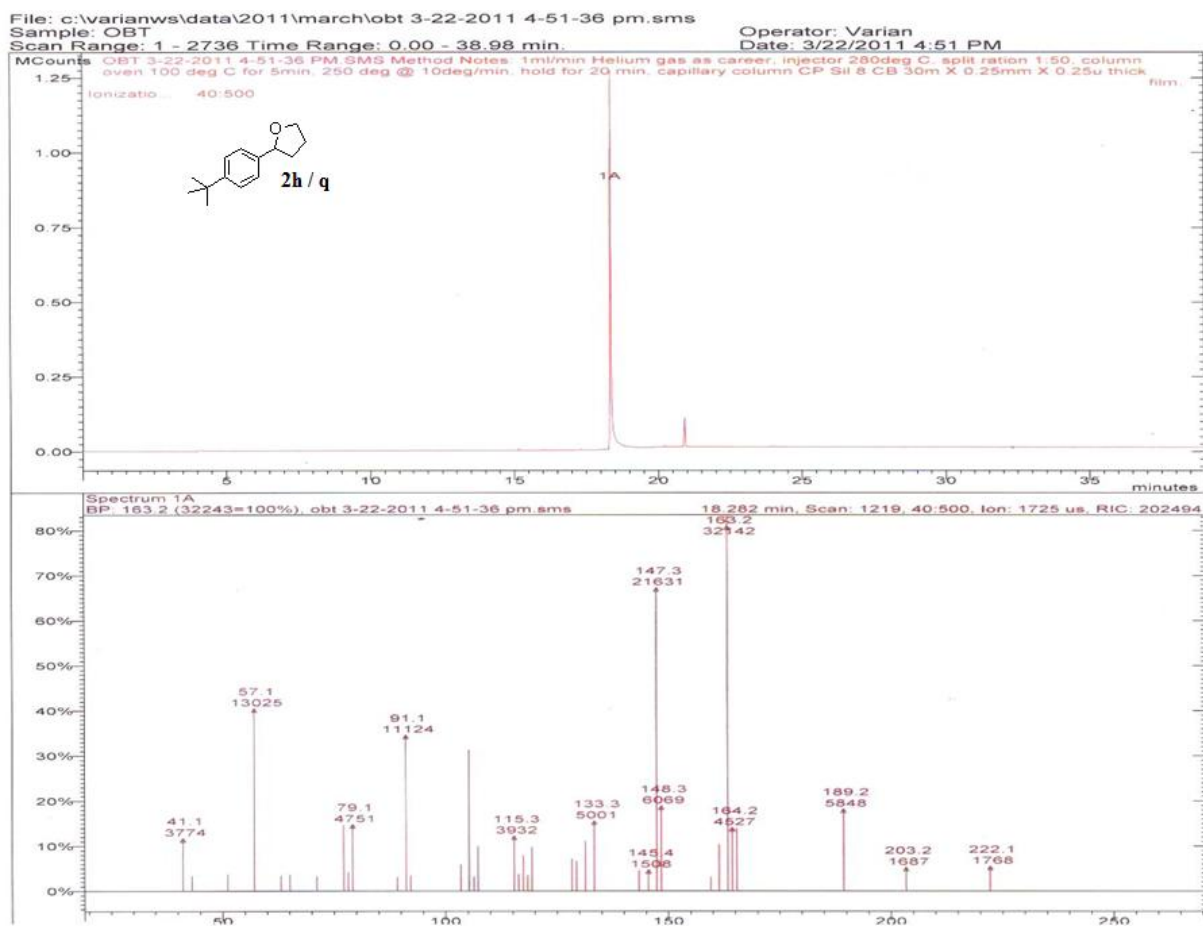 File: c:\varianws\data\2011\march\obt 3-22-2011 4-51-36 pm.sms
Sample: OBT Operator: Varian
Scan Range: 1 - 2736 Time Range: 0.00 - 38.98 min. Date: 3/22/2011 4:51 PM
MCounts OBT 3-22-2011 4-51-36 PM.SMS Method Notes: 1ml/min Helium gas as career, injector 280deg C. split ration 1:50, column
oven 100 deg C for 5min, 250 deg @ 10deg/min. hold for 20 min. capillary column CP Sil 8 CB 30m X 0.25mm X 0.25u thick
film.
1.25
Ionizatio... 40:500
O
2h / q
1A
1.00
0.75
0.50
0.25
0.00
5 10 15 20 25 30 35
minutes
Spectrum 1A
BP: 163.2 (32243=100%), obt 3-22-2011 4-51-36 pm.sms 18.282 min, Scan: 1219, 40:500, Ion: 1725 us, RIC: 202494
80%
70%
60%
50%
40%
30%
20%
10%
0%
41.1
3774
57.1
13025
79.1
4751
91.1
11124
115.3
3932
133.3
5001
145.4
1508
147.3
21631
148.3
6069
163.2
164.2
4527
189.2
5848
203.2
1687
222.1
1768
50 100 150 200 250